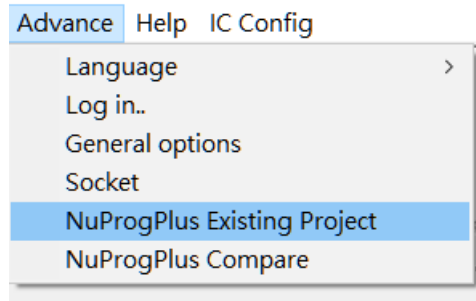 Advance Help IC Config
Language
Log in..
General options
Socket
NuProgPlus Existing Project
NuProgPlus Compare